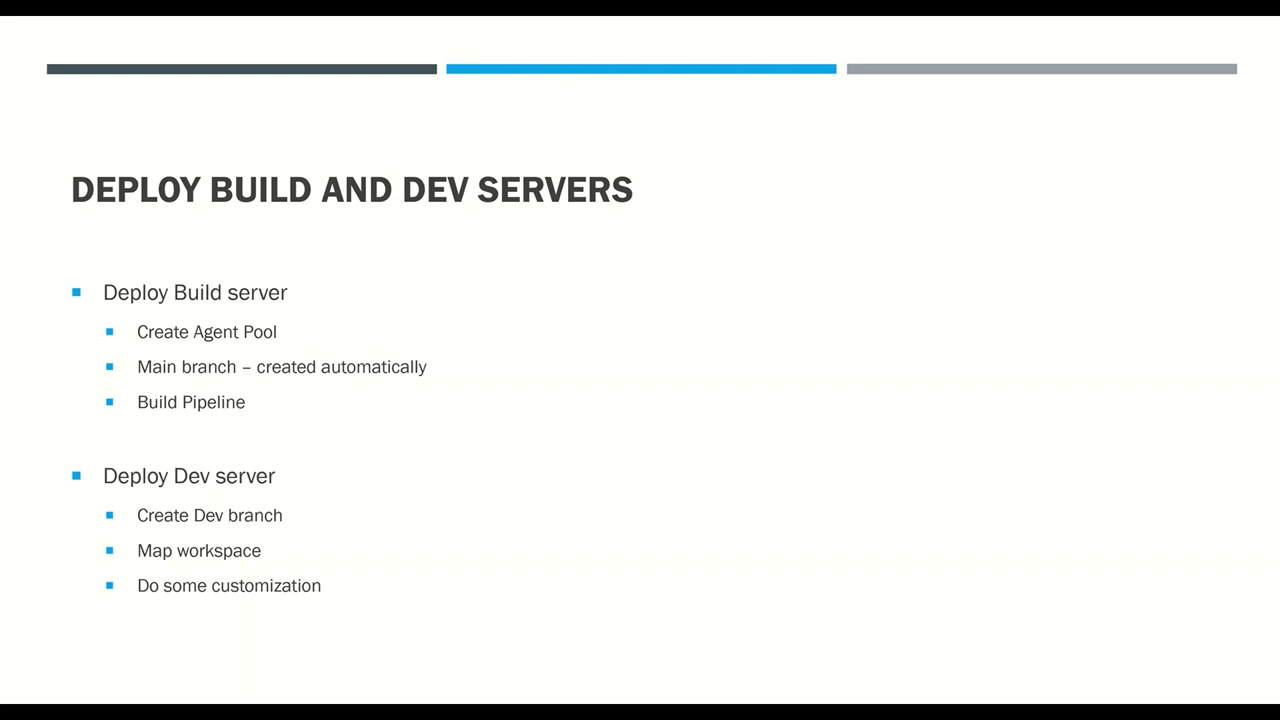 DEPLOY BUILD AND DEV SERVERS
Deploy Build server
Create Agent Pool
Main branch – created automatically
Build Pipeline
Deploy Dev server
Create Dev branch
Map workspace
Do some customization